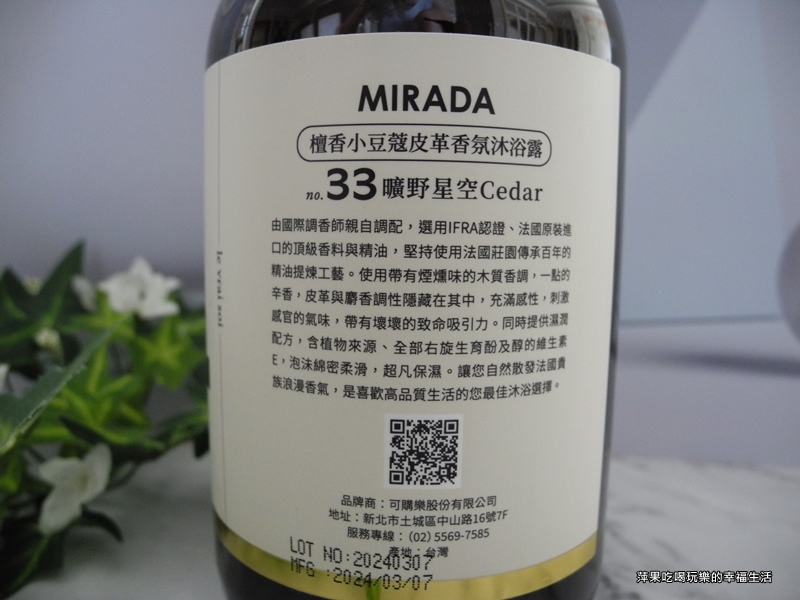 MIRADA
檀香小豆蔻皮革香氛沐浴露
no.33曠野星空Cedar
由國際調香師親自調配，選用IFRA認證、法國原裝進
口的頂級香料與精油，堅持使用法國莊園傳承百年的
精油提煉工藝。使用帶有煙燻味的木質香調，一點的
辛香，皮革與麝香調性隱藏在其中，充滿感性，刺激
感官的氣味，帶有壞壞的致命吸引力。同時提供濕潤
配方，含植物來源、全部右旋生育酚及醇的維生素
E，泡沫綿密柔滑，超凡保濕。讓您自然散發法國貴
族浪漫香氣，是喜歡高品質生活的您最佳沐浴選擇。
品牌商：可購樂股份有限公司
地址：新北市土城區中山路16號7F
服務專線：(02) 5569-7585
產地：台灣
LOT NO:20240307
MFG :2024/03/07
le vrai soi
萍果吃喝玩樂的幸福生活